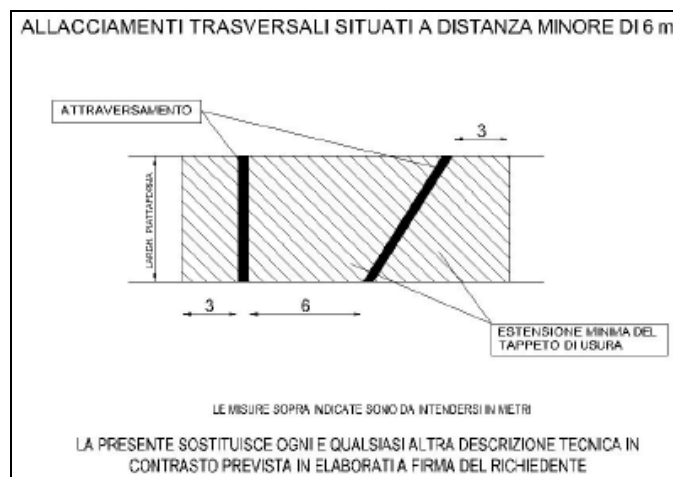 ALLACCIAMENTI TRASVERSALI SITUATI A DISTANZA MINORE DI 6 m
ATTRAVERSAMENTO
3
LARGH. PIATTAFORMA
3
6
ESTENSIONE MINIMA DEL
TAPPETO DI USURA
LE MISURE SOPRA INDICATE SONO DA INTENDERSI IN METRI
LA PRESENTE SOSTITUISCE OGNI E QUALSIASI ALTRA DESCRIZIONE TECNICA IN
CONTRASTO PREVISTA IN ELABORATI A FIRMA DEL RICHIEDENTE